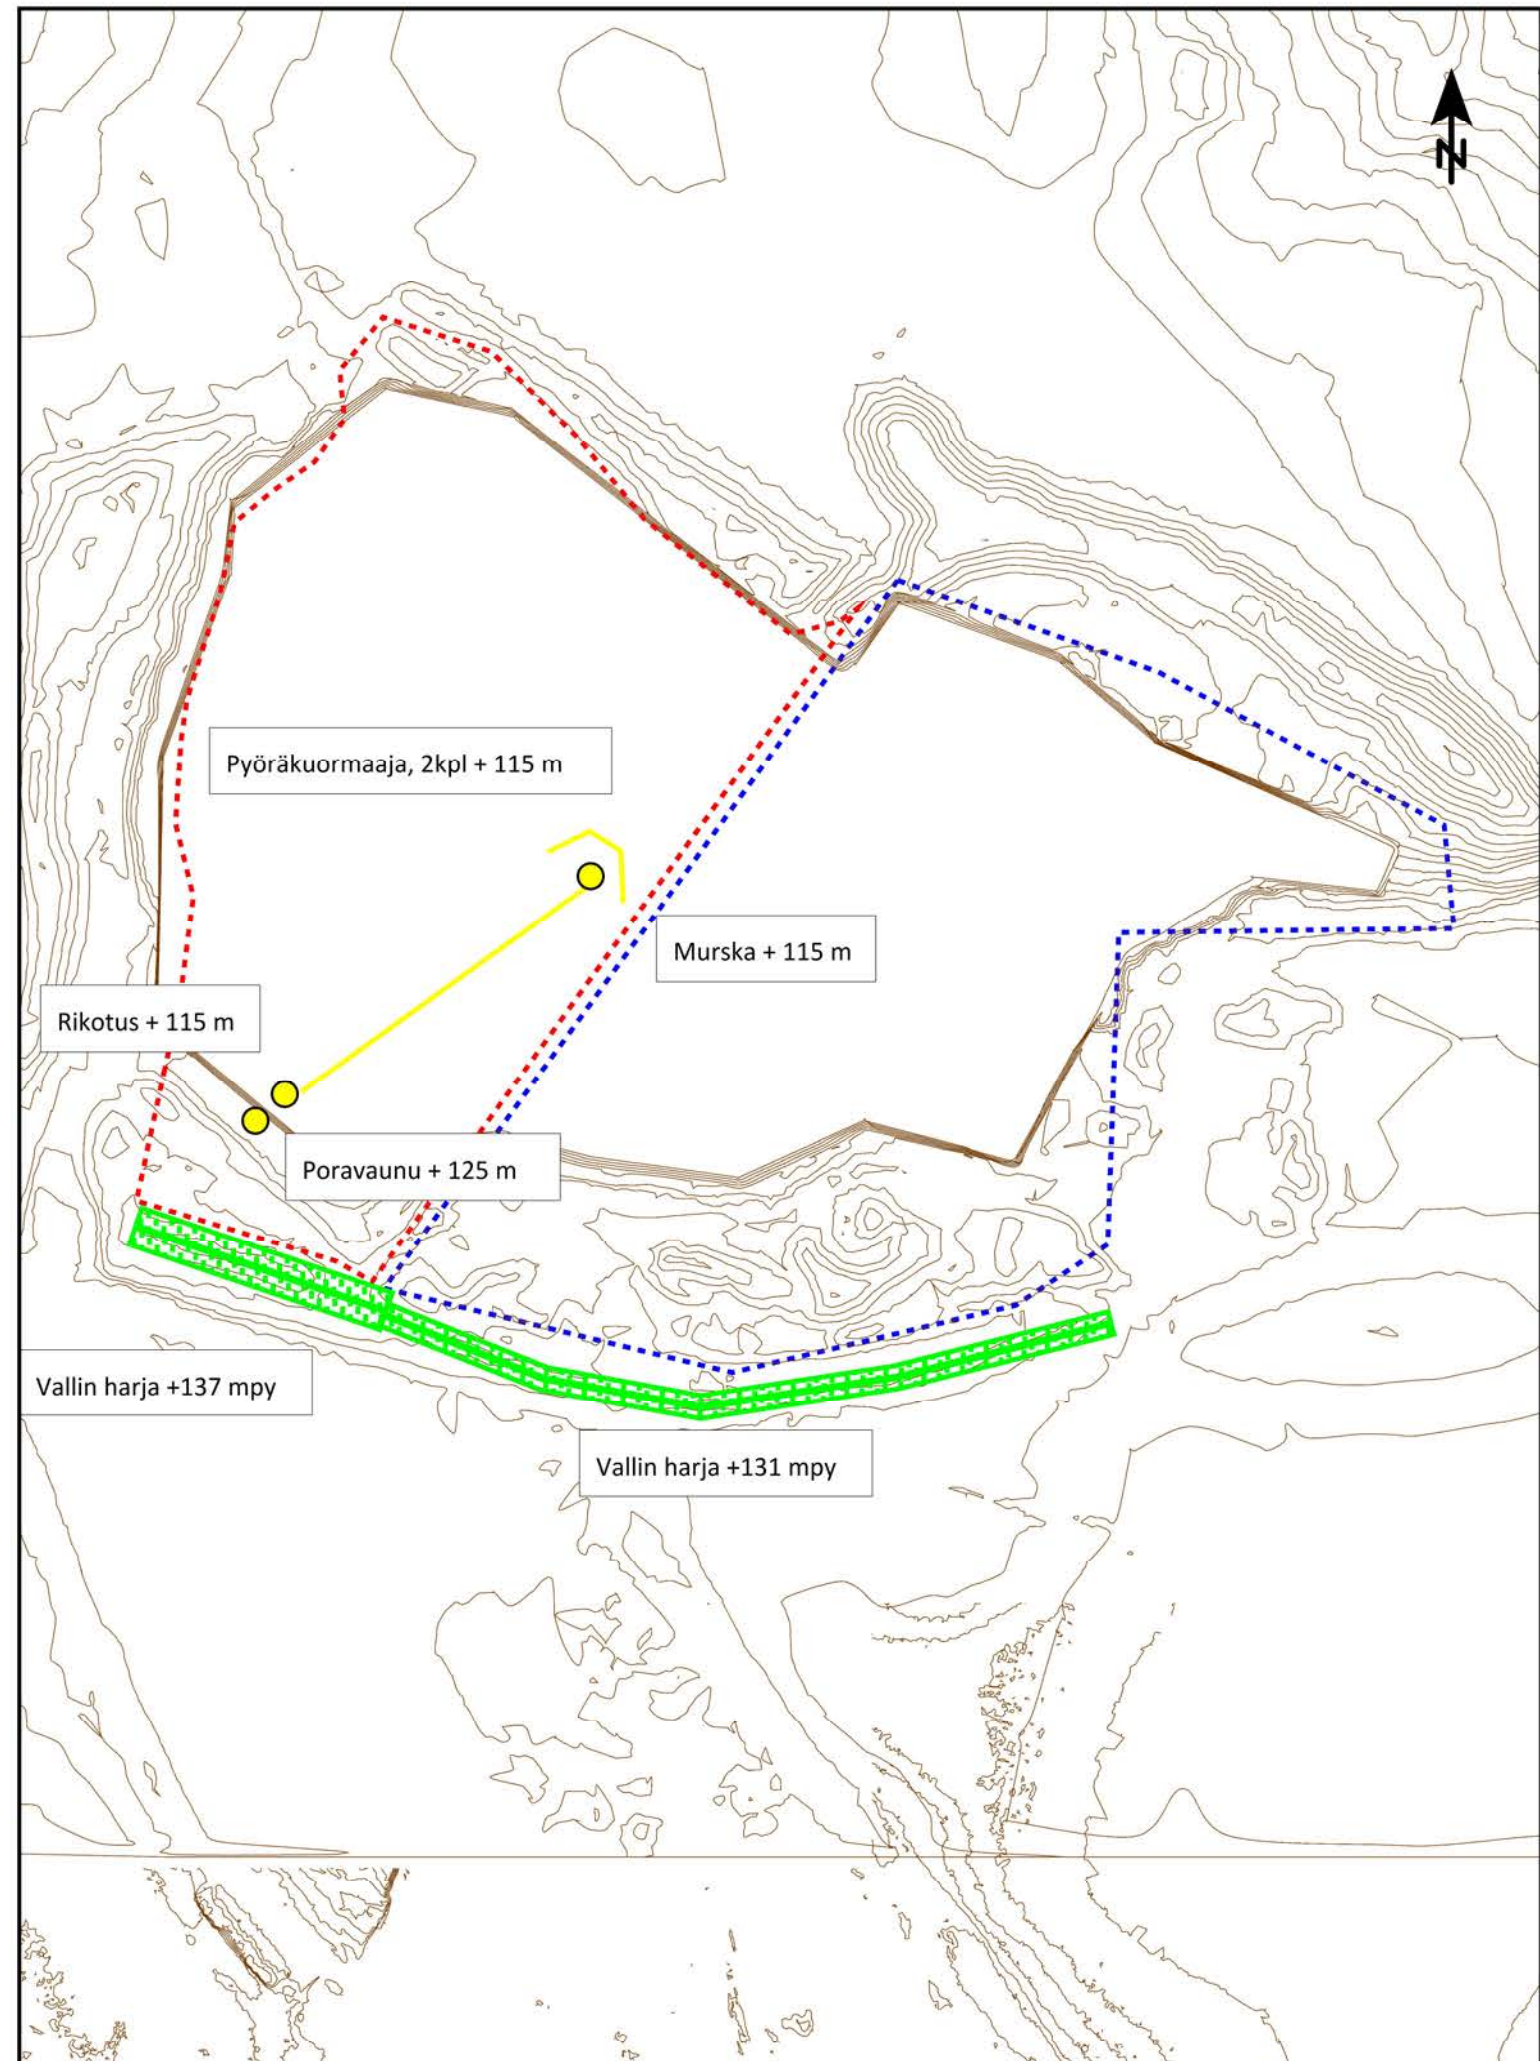 N
Pyöräkuormaaja, 2kpl + 115 m
Murska + 115 m
Rikotus + 115 m
Poravaunu + 125 m
Vallin harja +137 mpy
Vallin harja +131 mpy